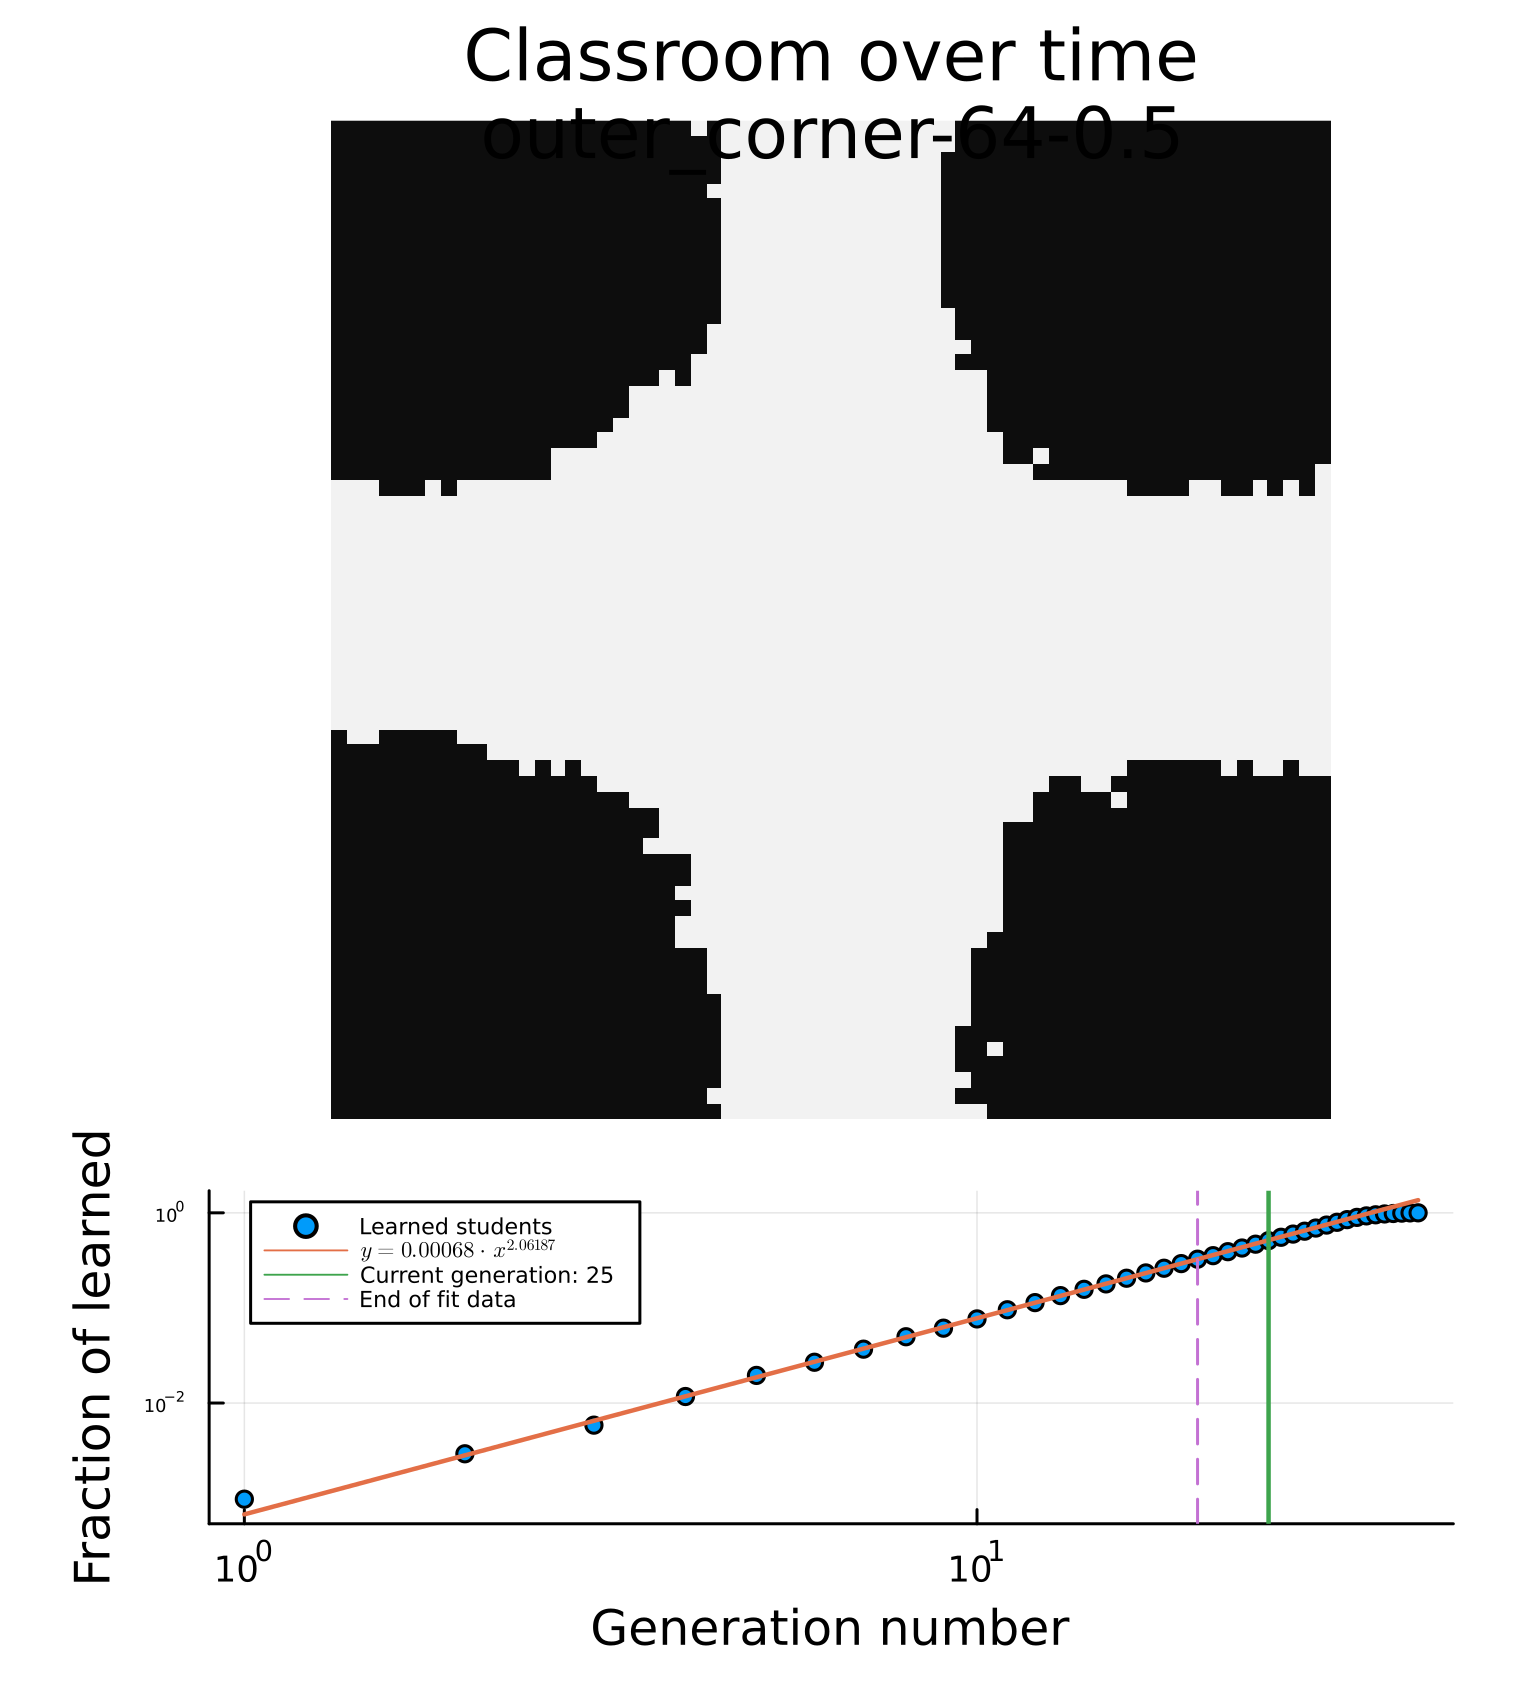 Classroom over time
outer_corner-64-0.5
Fraction of learned
10⁰
10⁻²
Learned students
y = 0.00068 · x^2.06187
Current generation: 25
End of fit data
10⁰
10¹
Generation number